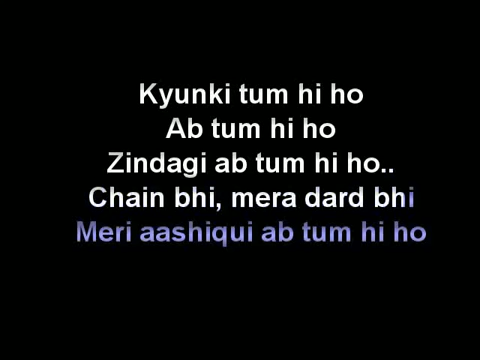 Kyunki tum hi ho
Ab tum hi ho
Zindagi ab tum hi ho..
Chain bhi, mera dard bhi
Meri aashiqui ab tum hi ho